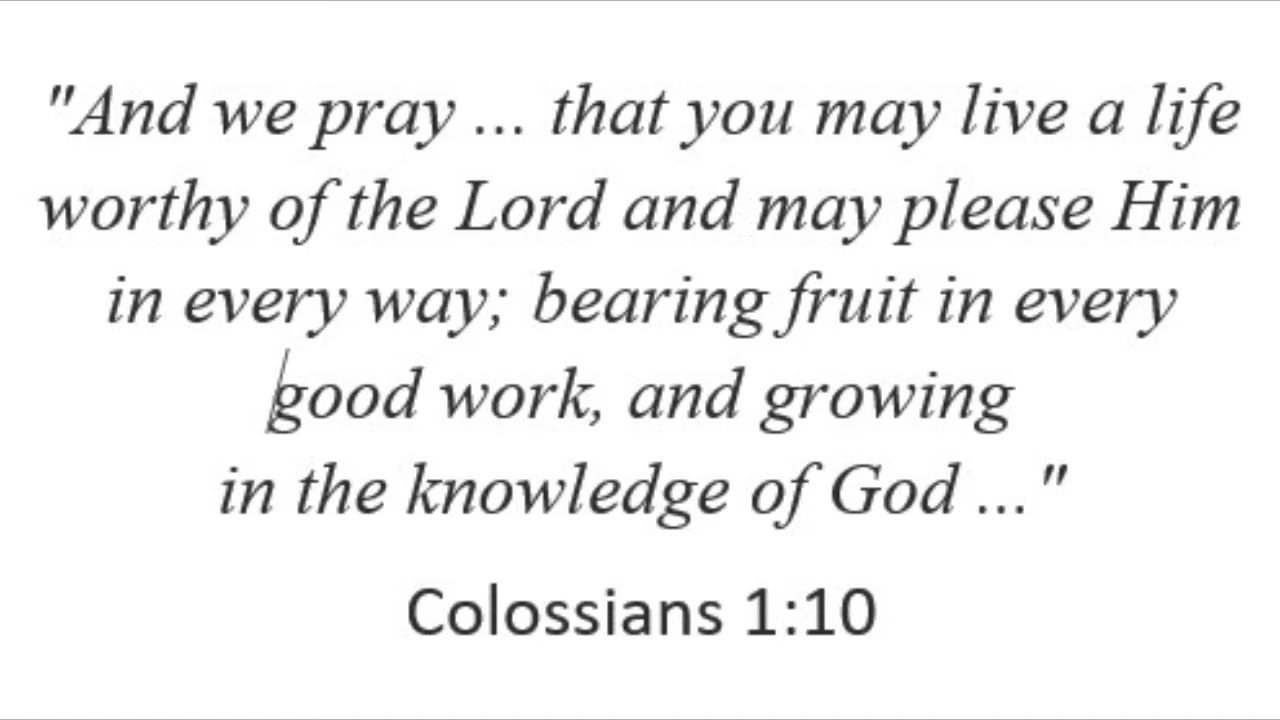 "And we pray ... that you may live a life
worthy of the Lord and may please Him
in every way; bearing fruit in every
good work, and growing
in the knowledge of God ..."
Colossians 1:10